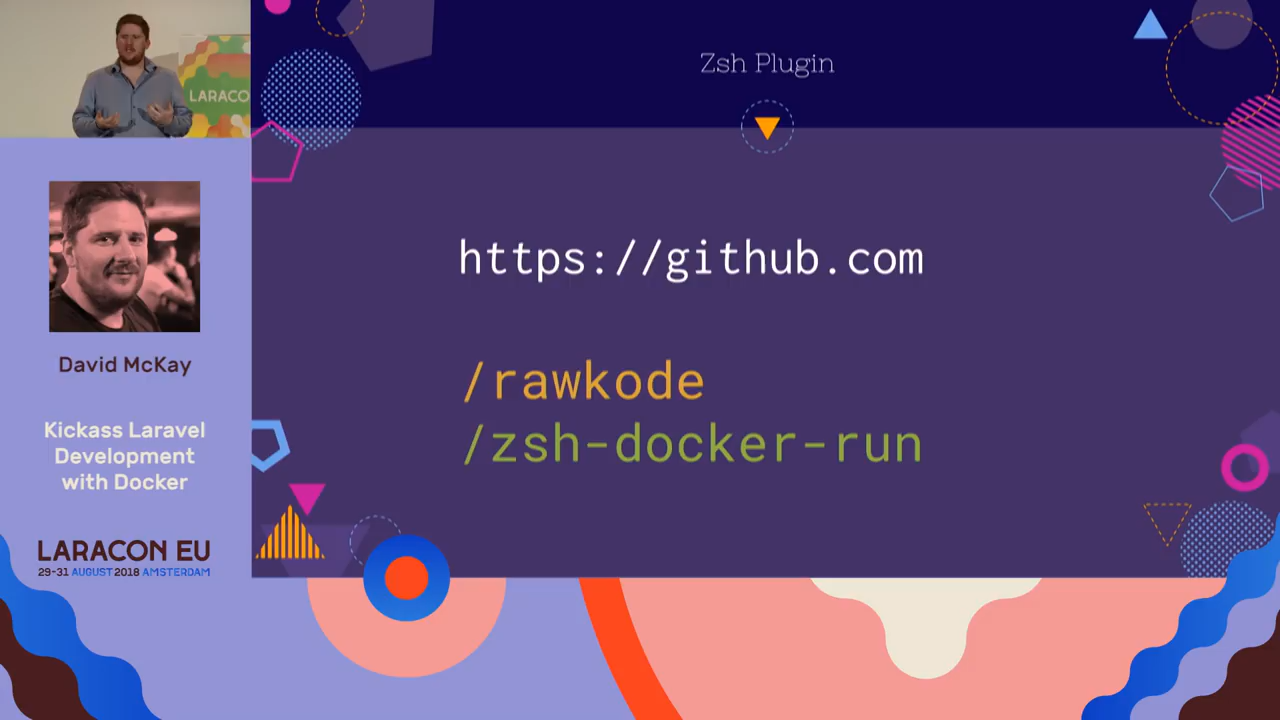 LARACO
David McKay
Kickass Laravel
Development
with Docker
LARACON EU
29-31 AUGUST 2018 AMSTERDAM
Zsh Plugin
https://github.com
/rawkode
/zsh-docker-run